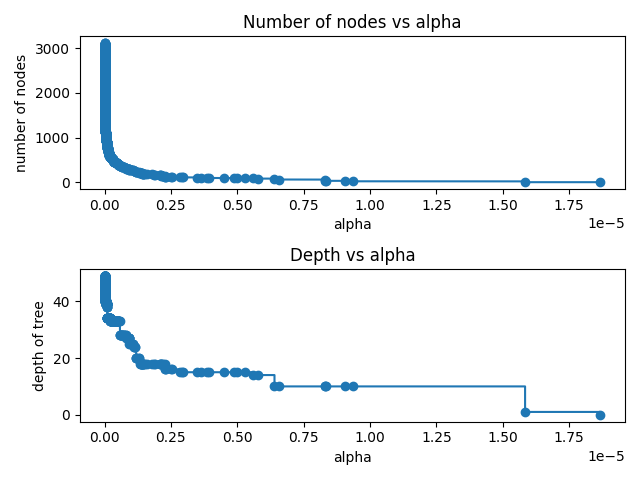 Number of nodes vs alpha
number of nodes
3000
2000
1000
0
0.00 0.25 0.50 0.75 1.00 1.25 1.50 1.75
1e−5
alpha
Depth vs alpha
depth of tree
40
20
0
0.00 0.25 0.50 0.75 1.00 1.25 1.50 1.75
1e−5
alpha